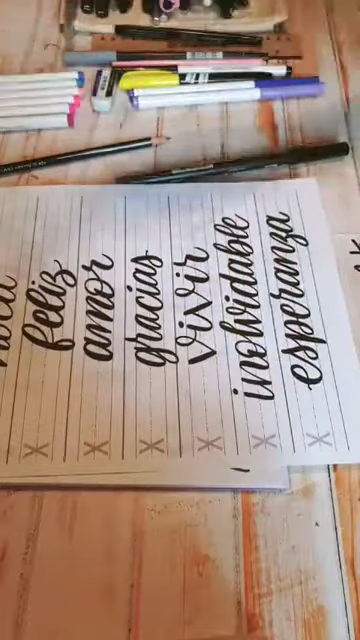 feliz
amor
gracias
vivir
inolvidable
esperanza